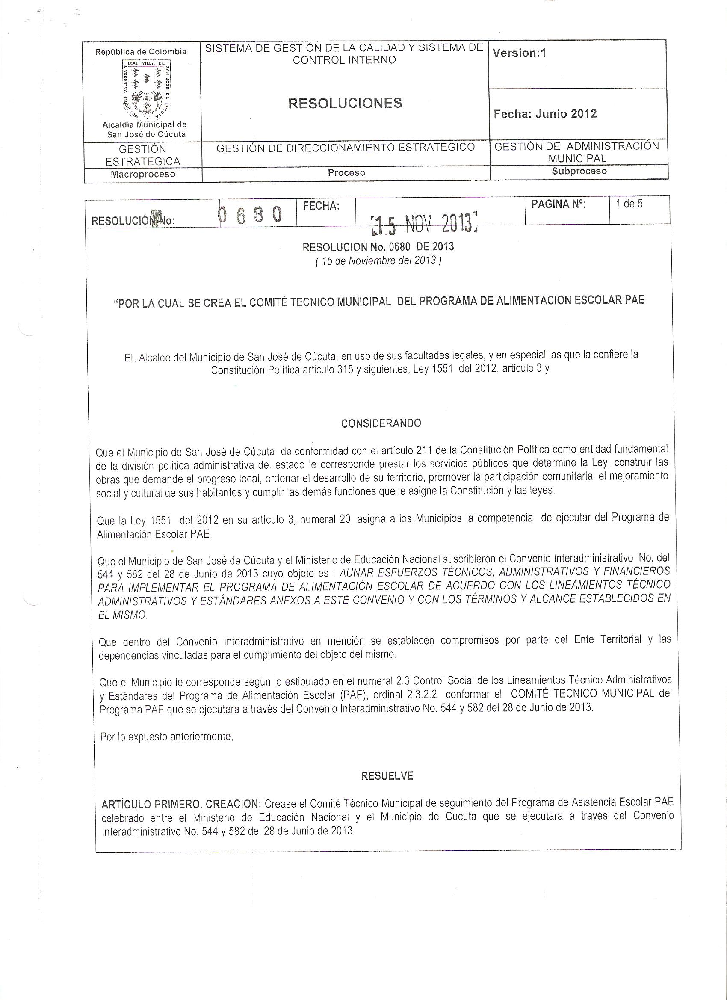 República de Colombia
MUY NOBLE VALEROSA Y LEAL VILLA DE SAN JOSE DE CUCUTA
Alcaldía Municipal de
San José de Cúcuta
SISTEMA DE GESTIÓN DE LA CALIDAD Y SISTEMA DE
CONTROL INTERNO
RESOLUCIONES
Version:1
Fecha: Junio 2012
GESTIÓN
ESTRATEGICA
GESTIÓN DE DIRECCIONAMIENTO ESTRATEGICO
GESTIÓN DE ADMINISTRACIÓN
MUNICIPAL
Macroproceso
Proceso
Subproceso
RESOLUCIÓN No:
0680
FECHA:
15 NOV 2013
PAGINA Nº:
1 de 5
RESOLUCION No. 0680 DE 2013
( 15 de Noviembre del 2013 )
“POR LA CUAL SE CREA EL COMITÉ TECNICO MUNICIPAL DEL PROGRAMA DE ALIMENTACION ESCOLAR PAE
EL Alcalde del Municipio de San José de Cúcuta, en uso de sus facultades legales, y en especial las que la confiere la
Constitución Política articulo 315 y siguientes, Ley 1551 del 2012, articulo 3 y
CONSIDERANDO
Que el Municipio de San José de Cúcuta de conformidad con el artículo 211 de la Constitución Política como entidad fundamental
de la división política administrativa del estado le corresponde prestar los servicios públicos que determine la Ley, construir las
obras que demande el progreso local, ordenar el desarrollo de su territorio, promover la participación comunitaria, el mejoramiento
social y cultural de sus habitantes y cumplir las demás funciones que le asigne la Constitución y las leyes.
Que la Ley 1551 del 2012 en su articulo 3, numeral 20, asigna a los Municipios la competencia de ejecutar del Programa de
Alimentación Escolar PAE.
Que el Municipio de San José de Cúcuta y el Ministerio de Educación Nacional suscribieron el Convenio Interadministrativo No. del
544 y 582 del 28 de Junio de 2013 cuyo objeto es : AUNAR ESFUERZOS TÉCNICOS, ADMINISTRATIVOS Y FINANCIEROS
PARA IMPLEMENTAR EL PROGRAMA DE ALIMENTACIÓN ESCOLAR DE ACUERDO CON LOS LINEAMIENTOS TÉCNICO
ADMINISTRATIVOS Y ESTÁNDARES ANEXOS A ESTE CONVENIO Y CON LOS TÉRMINOS Y ALCANCE ESTABLECIDOS EN
EL MISMO.
Que dentro del Convenio Interadministrativo en mención se establecen compromisos por parte del Ente Territorial y las
dependencias vinculadas para el cumplimiento del objeto del mismo.
Que el Municipio le corresponde según lo estipulado en el numeral 2.3 Control Social de los Lineamientos Técnico Administrativos
y Estándares del Programa de Alimentación Escolar (PAE), ordinal 2.3.2.2 conformar el COMITÉ TECNICO MUNICIPAL del
Programa PAE que se ejecutara a través del Convenio Interadministrativo No. 544 y 582 del 28 de Junio de 2013.
Por lo expuesto anteriormente,
RESUELVE
ARTÍCULO PRIMERO. CREACION: Crease el Comité Técnico Municipal de seguimiento del Programa de Asistencia Escolar PAE
celebrado entre el Ministerio de Educación Nacional y el Municipio de Cucuta que se ejecutara a través del Convenio
Interadministrativo No. 544 y 582 del 28 de Junio de 2013.